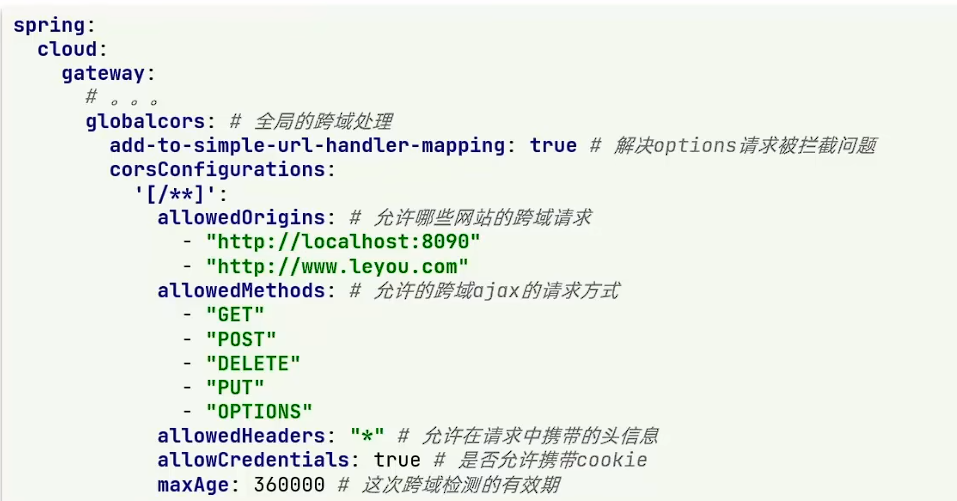 spring:
  cloud:
    gateway:
      # 。。。
      globalcors: # 全局的跨域处理
        add-to-simple-url-handler-mapping: true # 解决options请求被拦截问题
        corsConfigurations:
          '[/**]':
            allowedOrigins: # 允许哪些网站的跨域请求
              - "http://localhost:8090"
              - "http://www.leyou.com"
            allowedMethods: # 允许的跨域ajax的请求方式
              - "GET"
              - "POST"
              - "DELETE"
              - "PUT"
              - "OPTIONS"
            allowedHeaders: "*" # 允许在请求中携带的头信息
            allowCredentials: true # 是否允许携带cookie
            maxAge: 360000 # 这次跨域检测的有效期